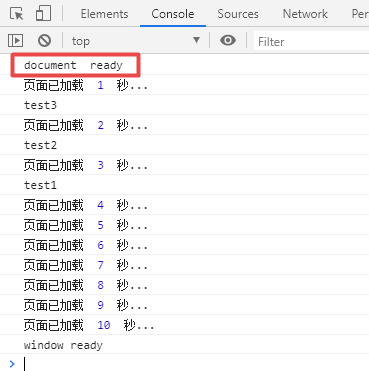 Elements Console Sources
top Filter
document ready
页面已加载 1 秒...
test3
页面已加载 2 秒...
test2
页面已加载 3 秒...
test1
页面已加载 4 秒...
页面已加载 5 秒...
页面已加载 6 秒...
页面已加载 7 秒...
页面已加载 8 秒...
页面已加载 9 秒...
页面已加载 10 秒...
window ready